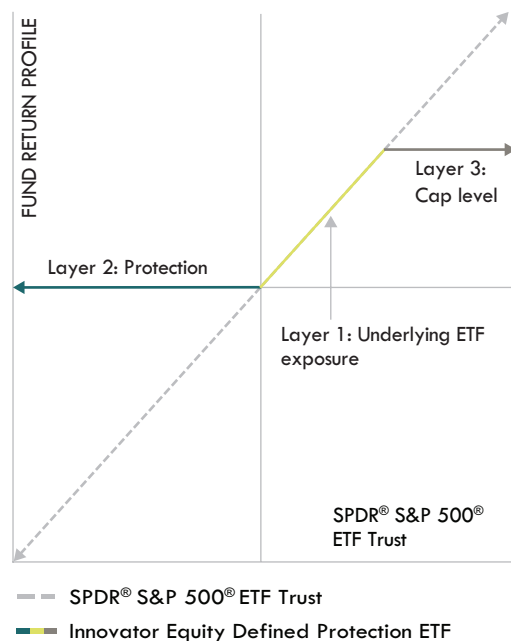 FUND RETURN PROFILE
Layer 3:
Cap level
Layer 2: Protection
Layer 1: Underlying ETF
exposure
SPDR® S&P 500®
ETF Trust
SPDR® S&P 500® ETF Trust
Innovator Equity Defined Protection ETF